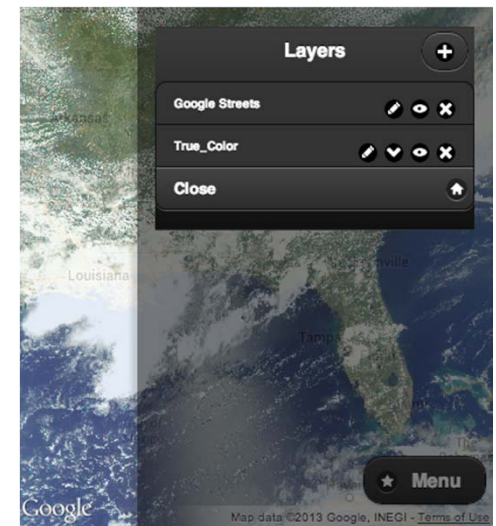 Layers
Arkansas
Google Streets
True_Color
Close
Louisiana
Tampa
Menu
Google
Map data ©2013 Google, INEGI - Terms of Use